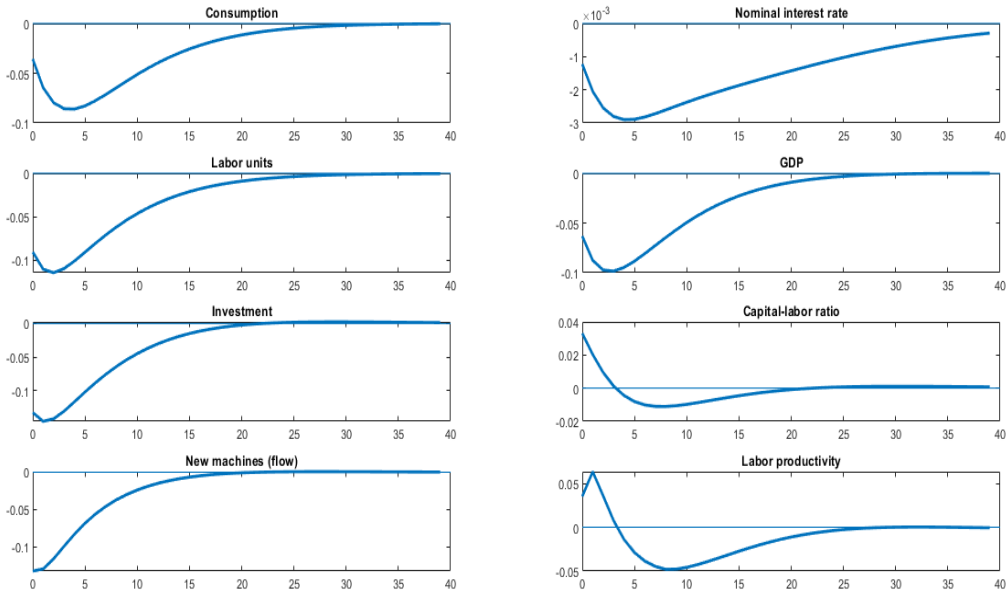 Consumption
0
-0.05
-0.1
0 5 10 15 20 25 30 35 40
Nominal interest rate
×10⁻³
0
-1
-2
-3
0 5 10 15 20 25 30 35 40
Labor units
0
-0.05
-0.1
0 5 10 15 20 25 30 35 40
GDP
0
-0.05
-0.1
0 5 10 15 20 25 30 35 40
Investment
0
-0.05
-0.1
0 5 10 15 20 25 30 35 40
Capital-labor ratio
0.04
0.02
0
-0.02
0 5 10 15 20 25 30 35 40
New machines (flow)
0
-0.05
-0.1
0 5 10 15 20 25 30 35 40
Labor productivity
0.05
0
-0.05
0 5 10 15 20 25 30 35 40